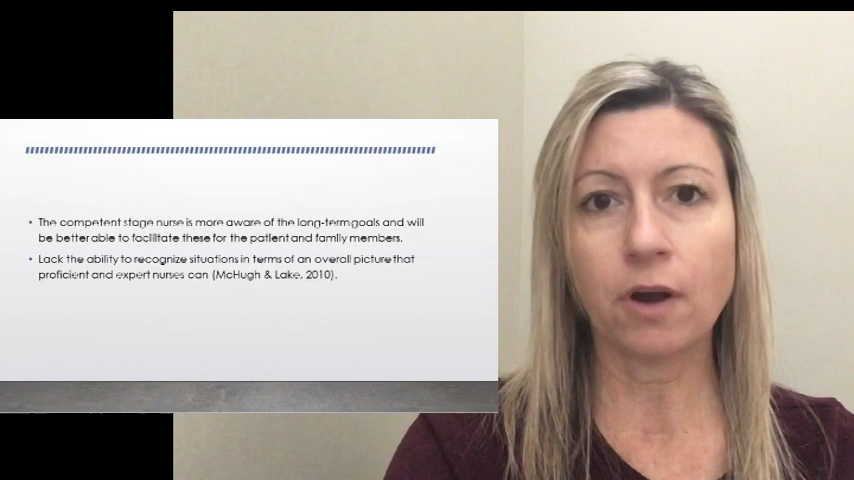 • The competent stage nurse is more aware of the long-term goals and will
be better able to facilitate these for the patient and family members.
• Lack the ability to recognize situations in terms of an overall picture that
proficient and expert nurses can (McHugh & Lake, 2010).